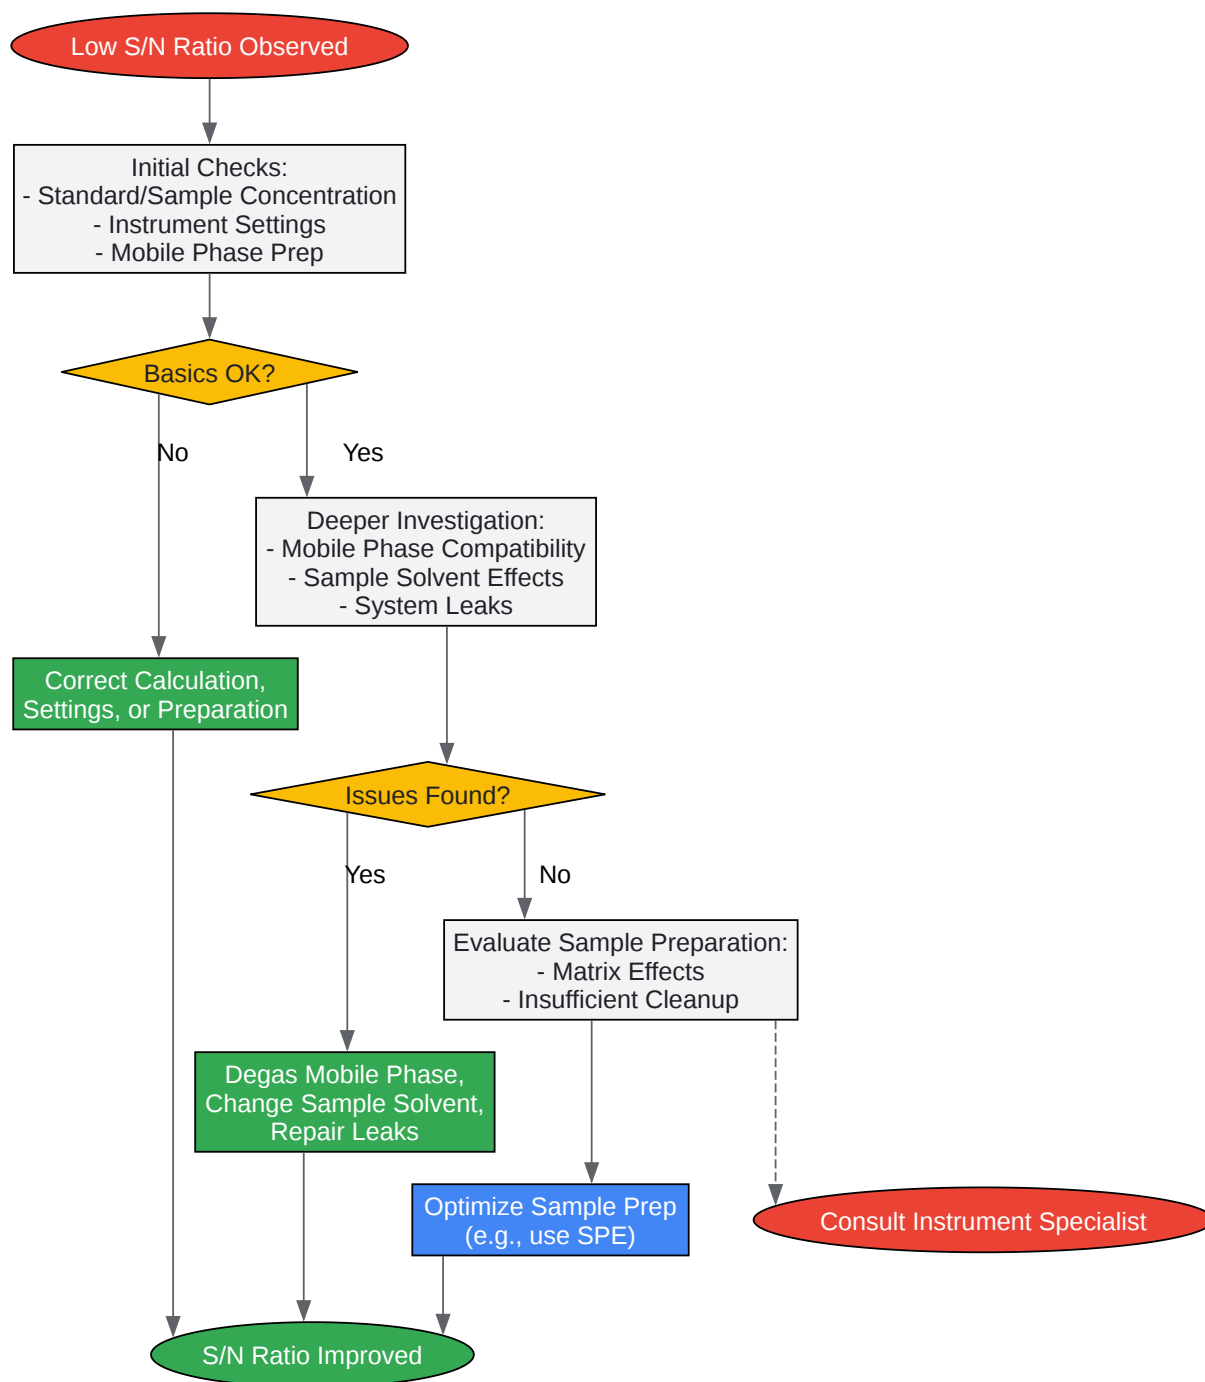 Low S/N Ratio Observed
Initial Checks:
- Standard/Sample Concentration
- Instrument Settings
- Mobile Phase Prep
Basics OK?
No
Yes
Deeper Investigation:
- Mobile Phase Compatibility
- Sample Solvent Effects
- System Leaks
Correct Calculation,
Settings, or Preparation
Issues Found?
Yes
No
Evaluate Sample Preparation:
- Matrix Effects
- Insufficient Cleanup
Degas Mobile Phase,
Change Sample Solvent,
Repair Leaks
Optimize Sample Prep
(e.g., use SPE)
Consult Instrument Specialist
S/N Ratio Improved